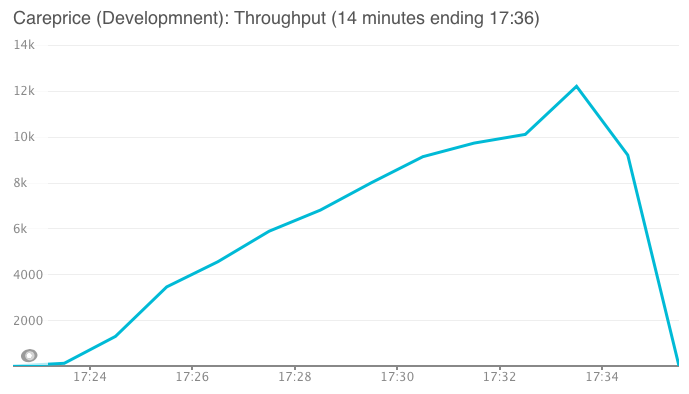 Careprice (Developmnent): Throughput (14 minutes ending 17:36)
14k
12k
10k
8k
6k
4000
2000
17:24 17:26 17:28 17:30 17:32 17:34